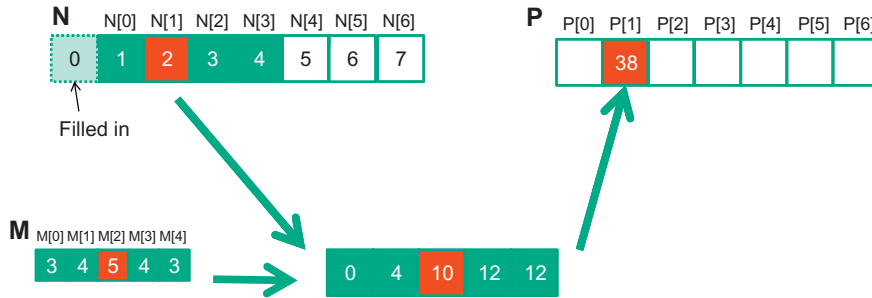 N N[0] N[1] N[2] N[3] N[4] N[5] N[6]
0 1 2 3 4 5 6 7
Filled in
P P[0] P[1] P[2] P[3] P[4] P[5] P[6]
38
M M[0] M[1] M[2] M[3] M[4]
3 4 5 4 3
0 4 10 12 12